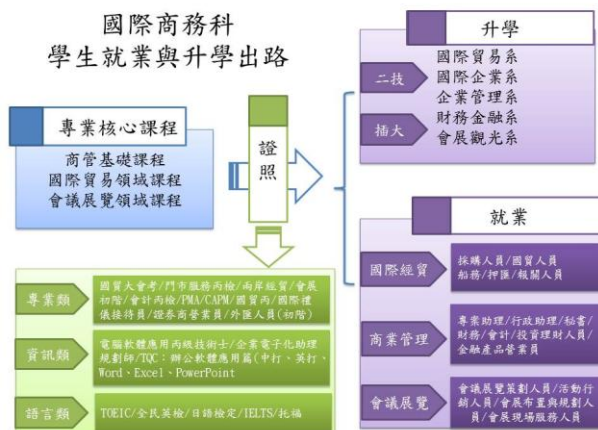 國際商務科
學生就業與升學出路
專業核心課程
商管基礎課程
國際貿易領域課程
會議展覽領域課程
證
照
升學
二技
插大
國際貿易系
國際企業系
企業管理系
財務金融系
會展觀光系
就業
國際經貿
採購人員/國貿人員
船務/押匯/報關人員
商業管理
專業助理/行政助理/秘書/
財務/會計/投資理財人員/
金融產品營業員
會議展覽
會議展覽策劃人員/活動行
銷人員/會展布置與規劃人
員/會展現場服務人員
專業類
國貿大會考/門市服務丙檢/兩岸經貿/會展
初階/會計丙檢/PMA/CAPM/國貿丙/國際禮
儀接待員/證券商營業員/外匯人員(初階)
資訊類
電腦軟體應用丙級技術士/企業電子化助理
規劃師/TQC：辦公軟體應用篇(中打、英打、
Word、Excel、PowerPoint
語言類
TOEIC/全民英檢/日語檢定/IELTS/托福